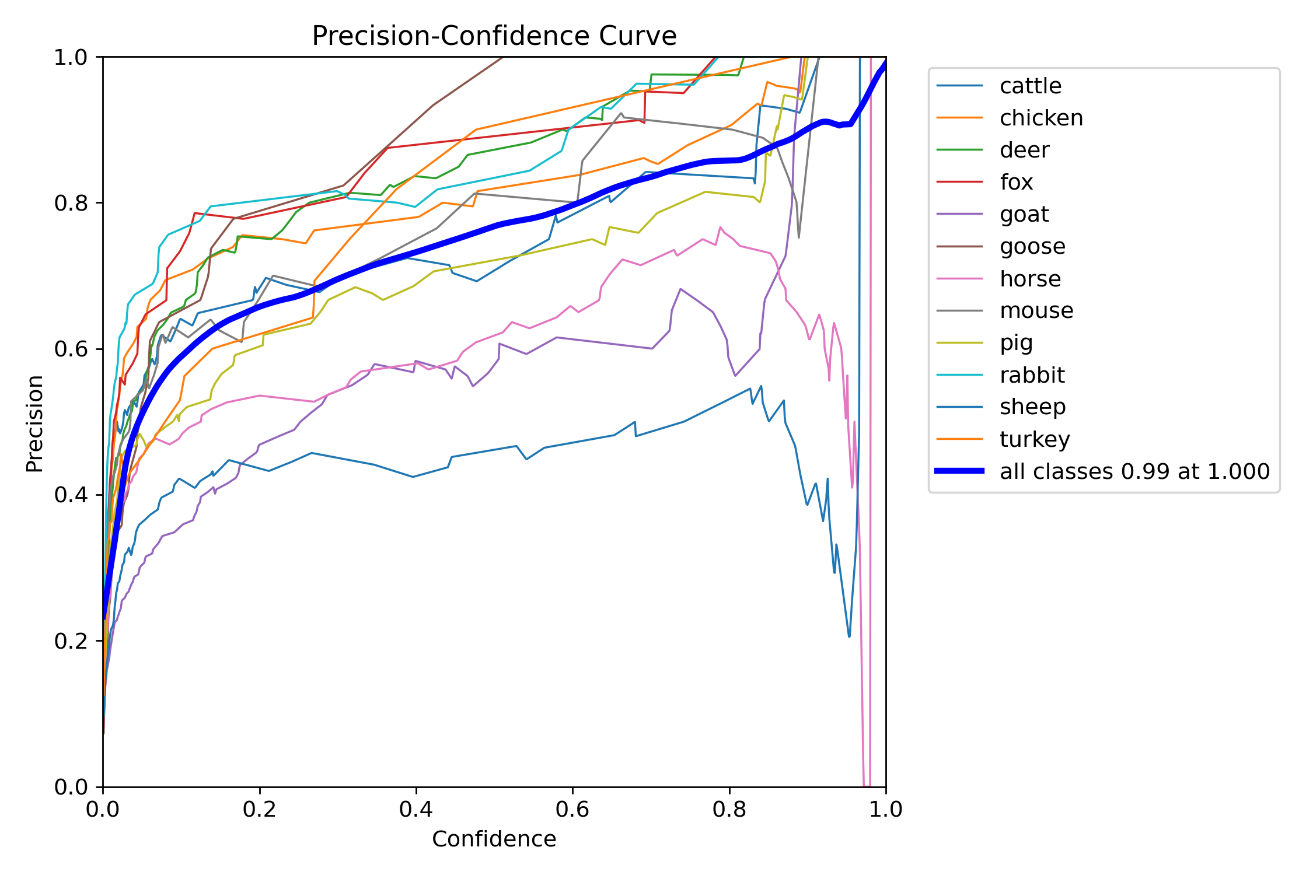 Precision-Confidence Curve
1.0
0.8
0.6
0.4
0.2
0.0
Precision
0.0 0.2 0.4 0.6 0.8 1.0
Confidence
cattle
chicken
deer
fox
goat
goose
horse
mouse
pig
rabbit
sheep
turkey
all classes 0.99 at 1.000